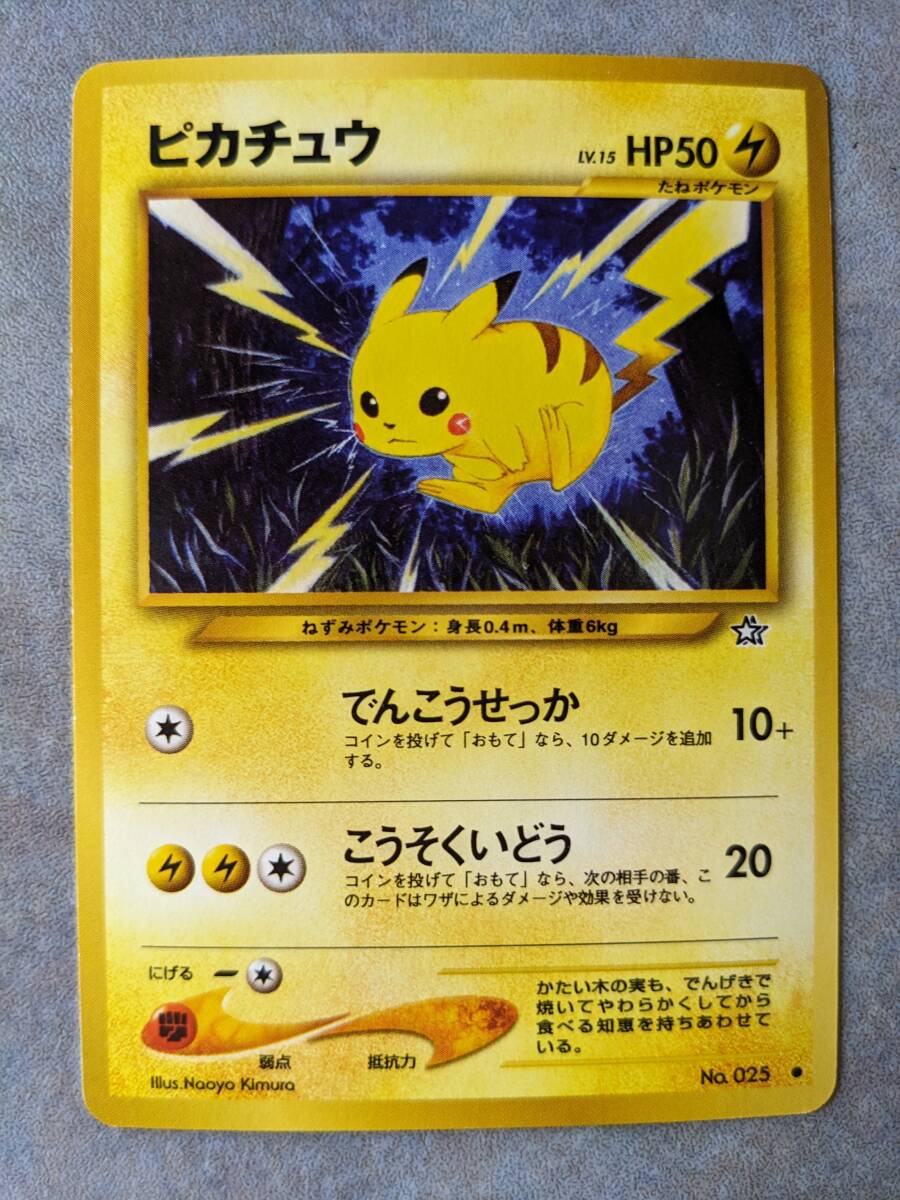 ピカチュウ
LV.15 HP50
たねポケモン
ねずみポケモン：身長0.4m、体重6kg
でんこうせっか
10+
コインを投げて「おもて」なら、10ダメージを追加
する。
こうそくいどう
20
コインを投げて「おもて」なら、次の相手の番、こ
のカードはワザによるダメージや効果を受けない。
にげる
弱点
抵抗力
かたい木の実も、でんげきで
焼いてやわらかくしてから
食べる知恵を持ちあわせて
いる。
Illus. Naoyo Kimura
No. 025